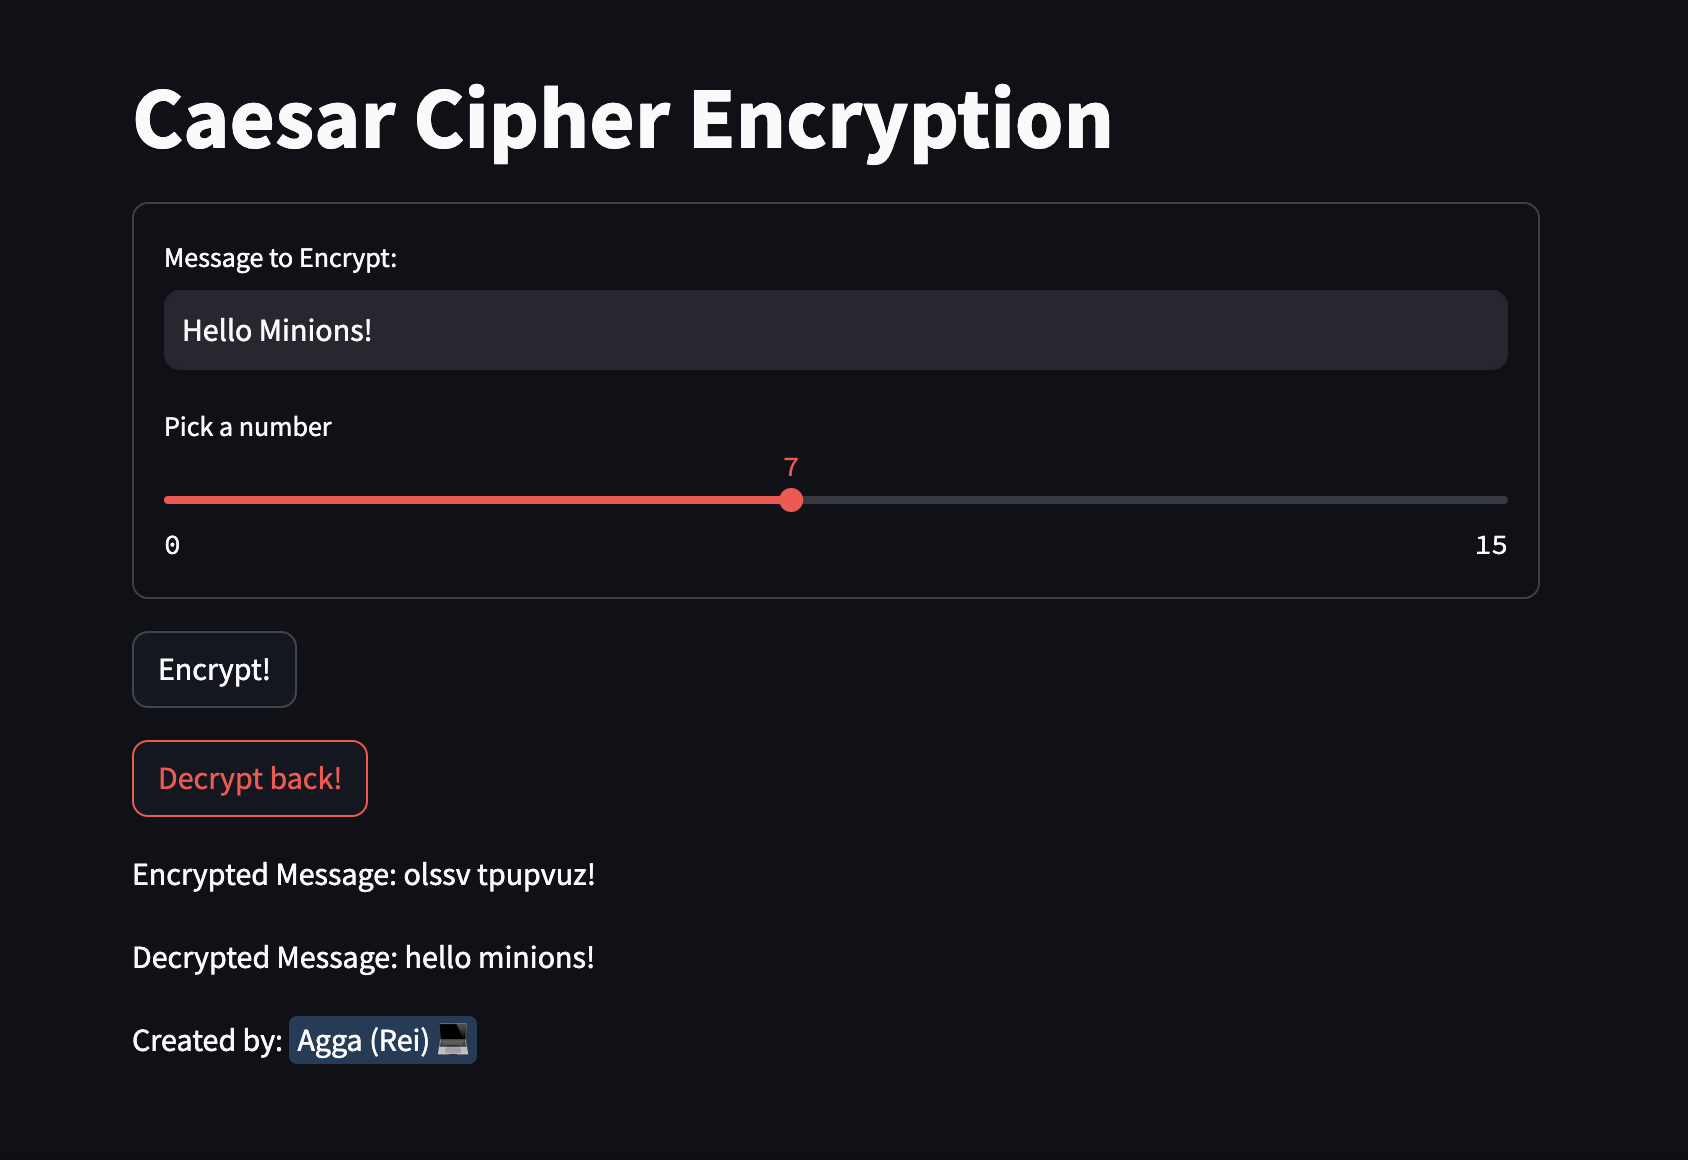 Caesar Cipher Encryption
Message to Encrypt:
Hello Minions!
Pick a number
7
0 15
Encrypt!
Decrypt back!
Encrypted Message: olssv tpupvuz!
Decrypted Message: hello minions!
Created by: Agga (Rei) 💻